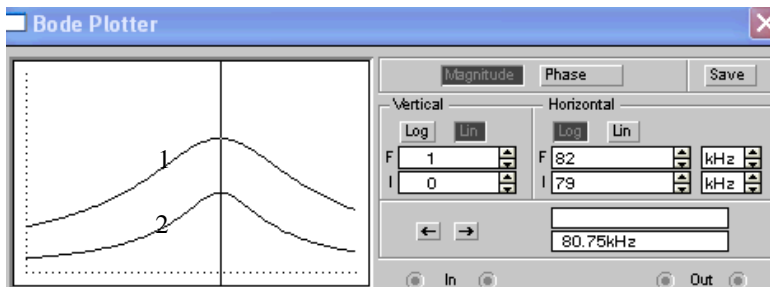 Bode Plotter
Magnitude Phase Save
Vertical Horizontal
Log Lin Log Lin
F 1 F 82 kHz
I 0 I 79 kHz
← →
80.75kHz
In Out
1
2